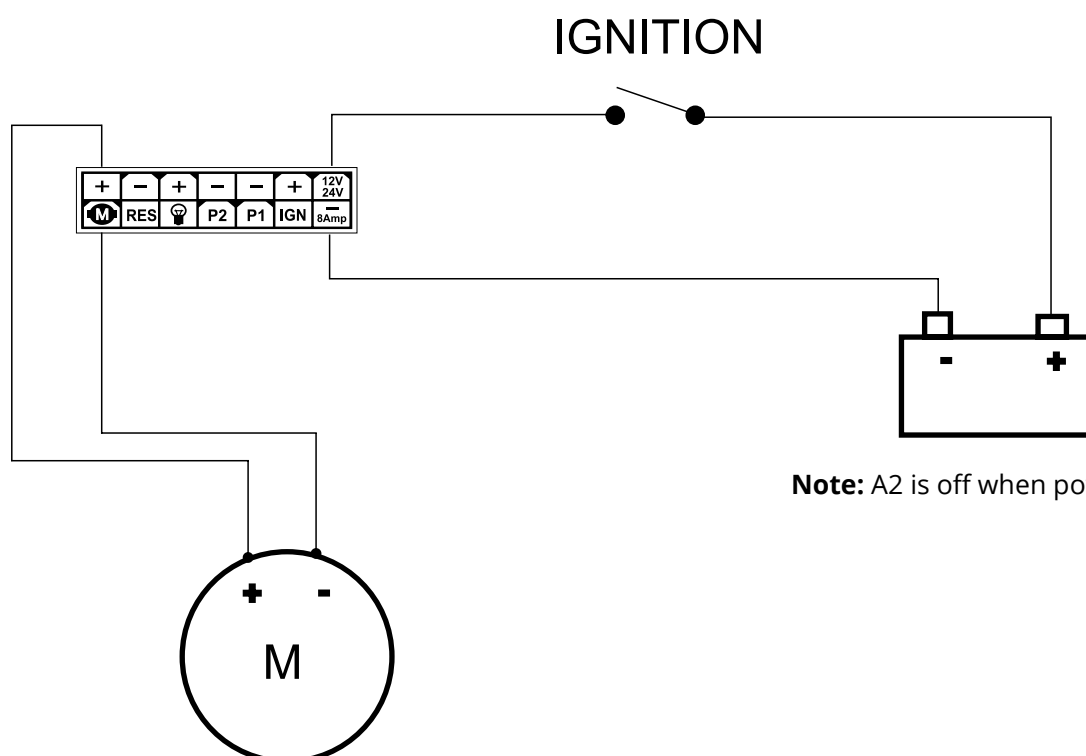 IGNITION
+ − + − − + 12V
24V
M RES P2 P1 IGN − 8Amp
- +
Note: A2 is off when po
+ -
M